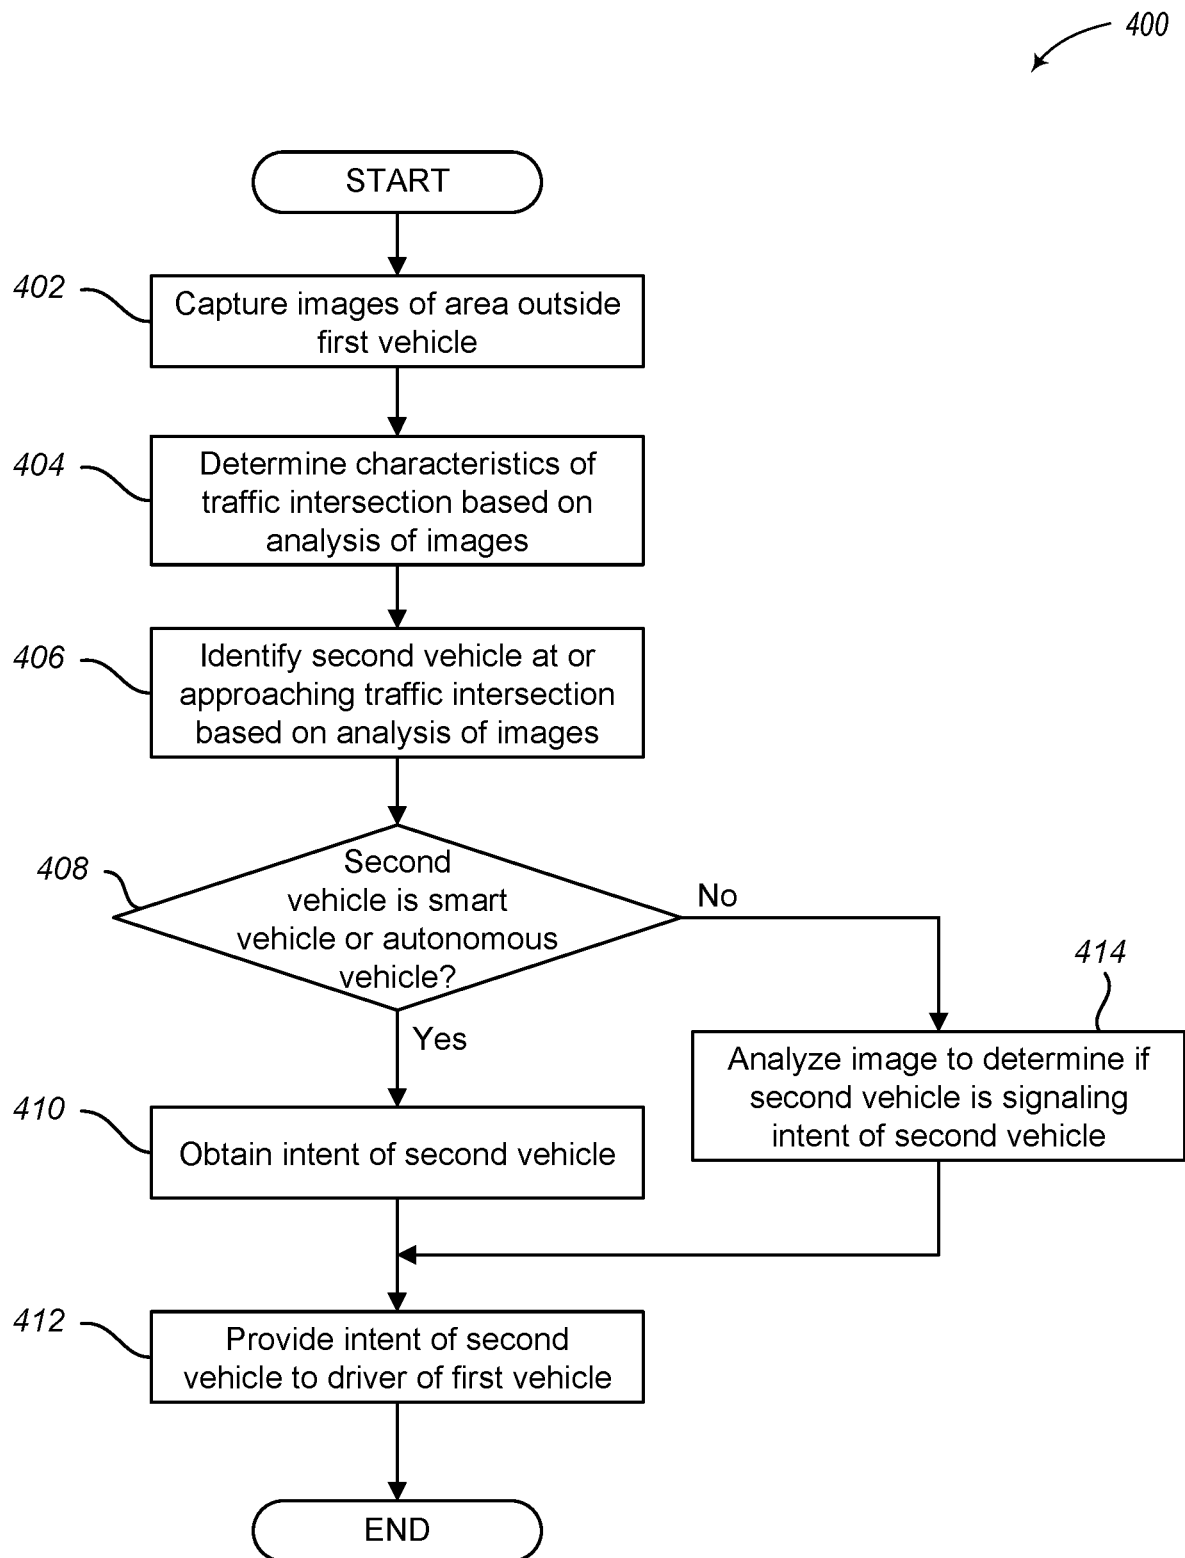 400
START
402
Capture images of area outside
first vehicle
404
Determine characteristics of
traffic intersection based on
analysis of images
406
Identify second vehicle at or
approaching traffic intersection
based on analysis of images
408
Second
vehicle is smart
vehicle or autonomous
vehicle?
No
Yes
414
Analyze image to determine if
second vehicle is signaling
intent of second vehicle
410
Obtain intent of second vehicle
412
Provide intent of second
vehicle to driver of first vehicle
END